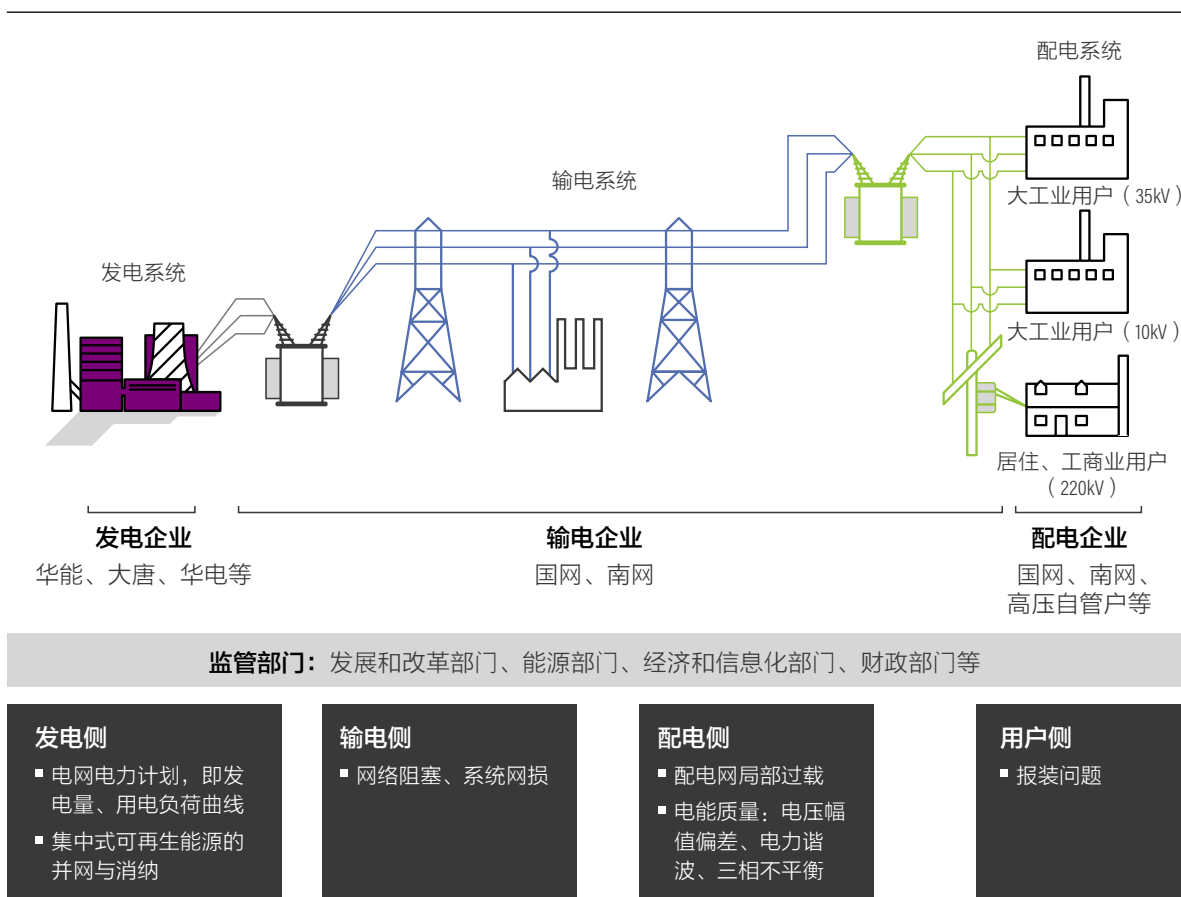 配电系统
大工业用户（35kV）
输电系统
发电系统
大工业用户（10kV）
居住、工商业用户
（220kV）
发电企业
华能、大唐、华电等
输电企业
国网、南网
配电企业
国网、南网、
高压自管户等
监管部门：发展和改革部门、能源部门、经济和信息化部门、财政部门等
发电侧
▪ 电网电力计划，即发
电量、用电负荷曲线
▪ 集中式可再生能源的
并网与消纳
输电侧
▪ 网络阻塞、系统网损
配电侧
▪ 配电网局部过载
▪ 电能质量：电压幅
值偏差、电力谐
波、三相不平衡
用户侧
▪ 报装问题